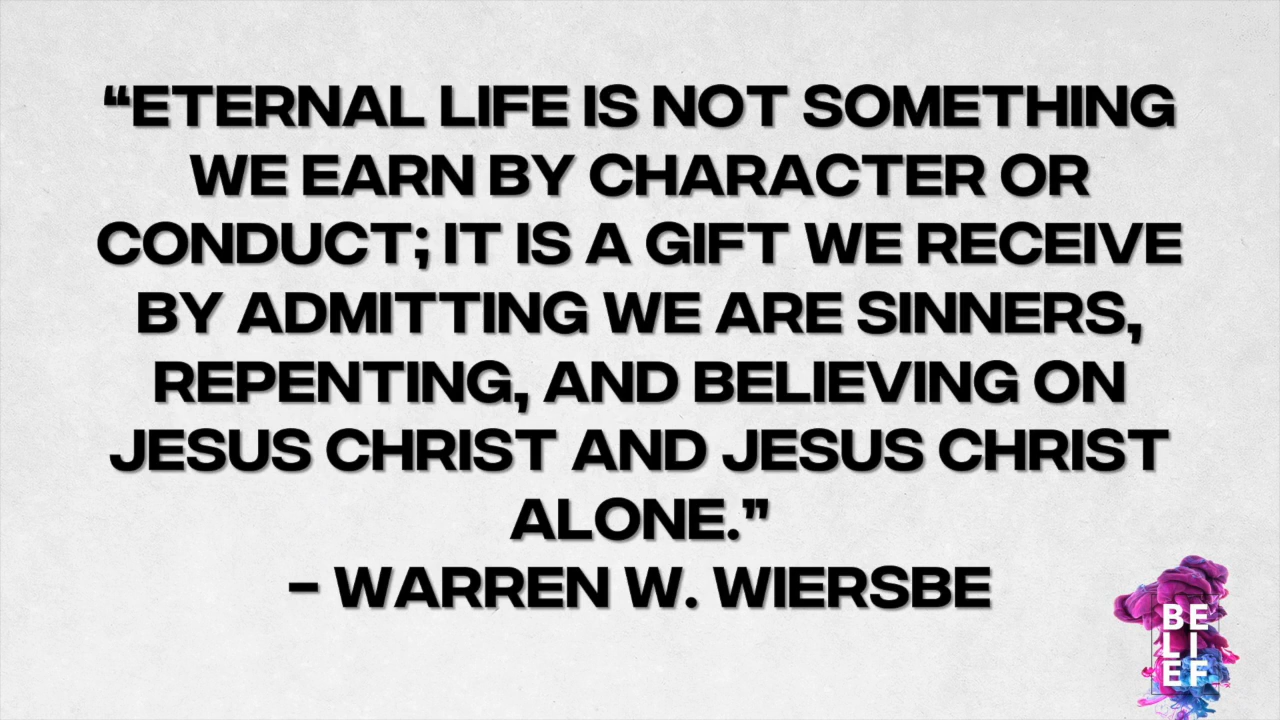 “ETERNAL LIFE IS NOT SOMETHING
WE EARN BY CHARACTER OR
CONDUCT; IT IS A GIFT WE RECEIVE
BY ADMITTING WE ARE SINNERS,
REPENTING, AND BELIEVING ON
JESUS CHRIST AND JESUS CHRIST
ALONE.”
– WARREN W. WIERSBE
BE
LI
EF